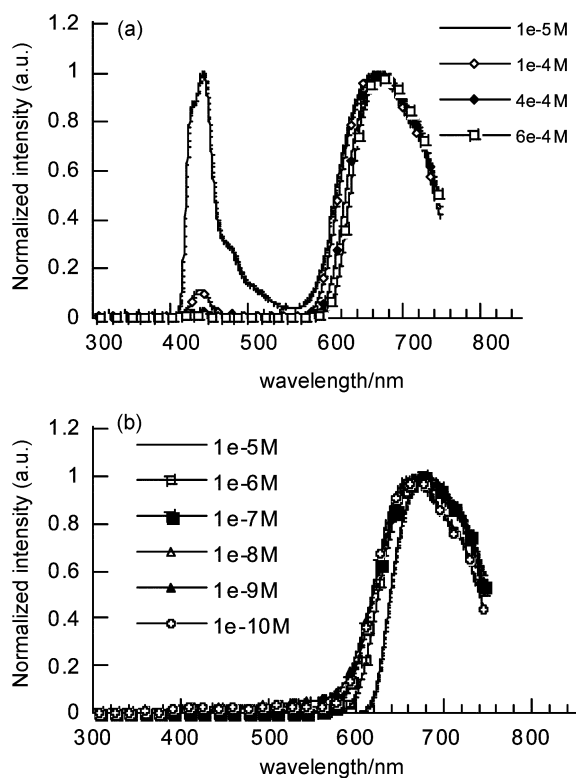 (a)
1e-5M
1e-4M
4e-4M
6e-4M
Normalized intensity (a.u.)
1.2
1
0.8
0.6
0.4
0.2
0
300 400 500 600 700 800
wavelength/nm
(b)
1e-5M
1e-6M
1e-7M
1e-8M
1e-9M
1e-10M
Normalized intensity (a.u.)
1.2
1
0.8
0.6
0.4
0.2
0
300 400 500 600 700 800
wavelength/nm